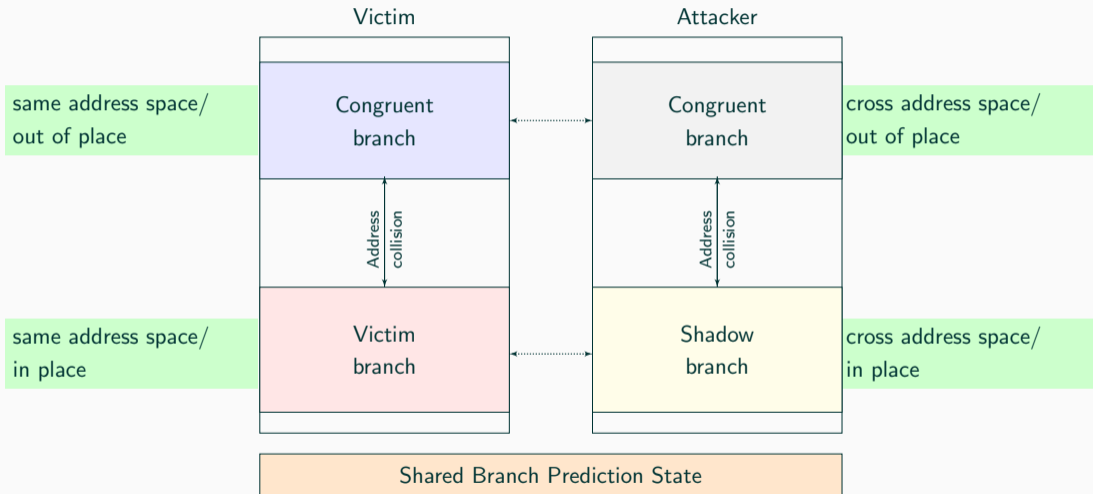 Victim
Attacker
same address space/
out of place
Congruent
branch
Congruent
branch
cross address space/
out of place
Address
collision
Address
collision
same address space/
in place
Victim
branch
Shadow
branch
cross address space/
in place
Shared Branch Prediction State